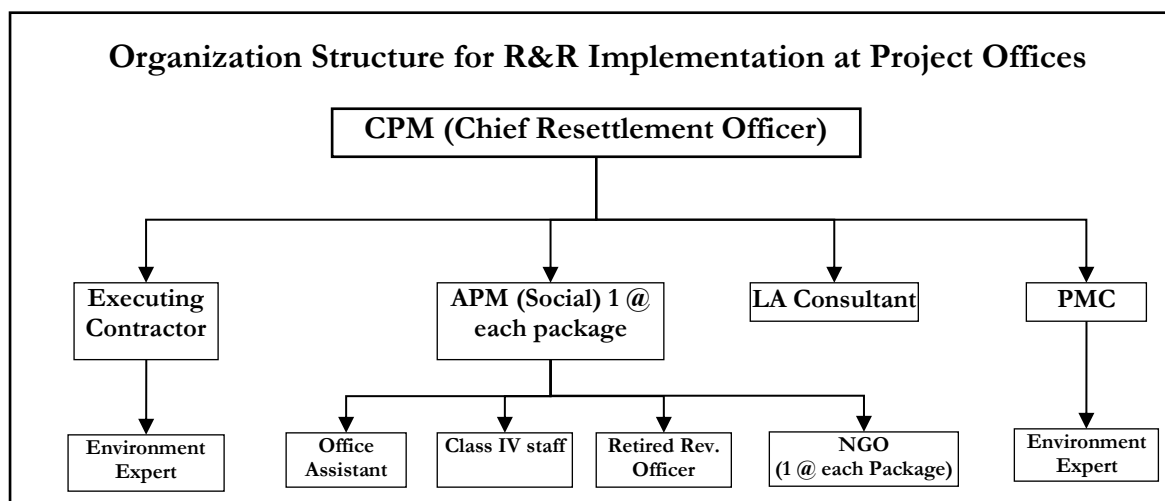 Organization Structure for R&R Implementation at Project Offices
CPM (Chief Resettlement Officer)
Executing
Contractor
APM (Social) 1 @
each package
LA Consultant
PMC
Environment
Expert
Office
Assistant
Class IV staff
Retired Rev.
Officer
NGO
(1 @ each Package)
Environment
Expert